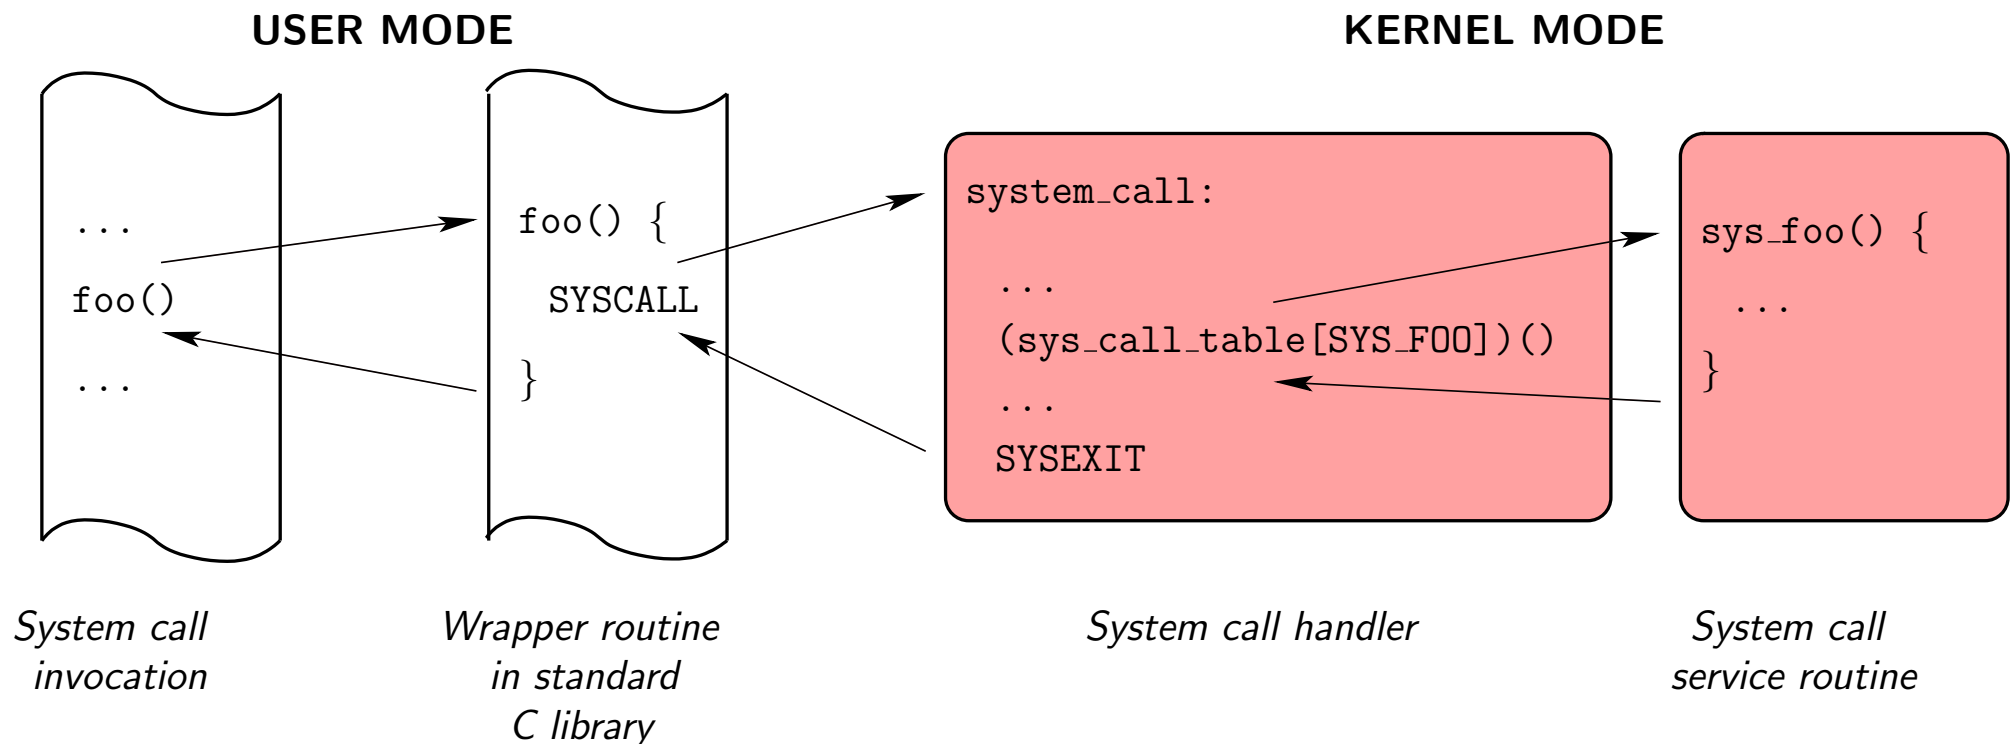 USER MODE
KERNEL MODE
...
foo()
...
foo() {
SYSCALL
}
system_call:
...
(sys_call_table[SYS_FOO])()
...
SYSEXIT
sys_foo() {
...
}
System call
invocation
Wrapper routine
in standard
C library
System call handler
System call
service routine